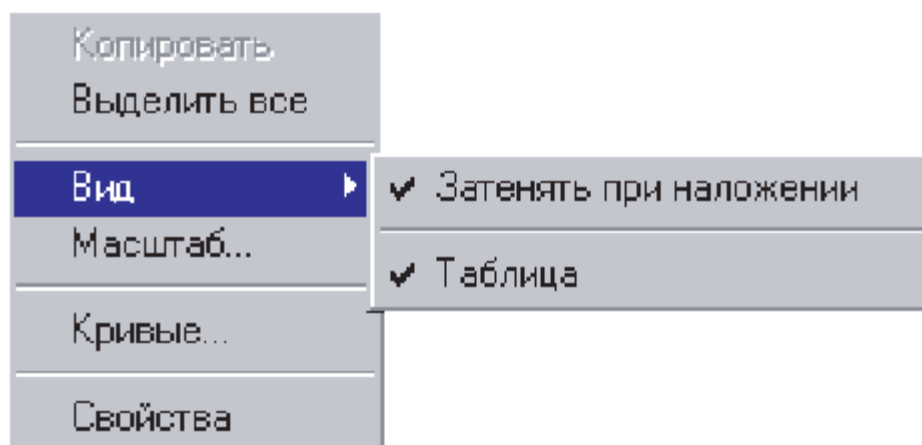 Копировать
Выделить все
Вид
Масштаб...
Кривые...
Свойства
Затенять при наложении
Таблица